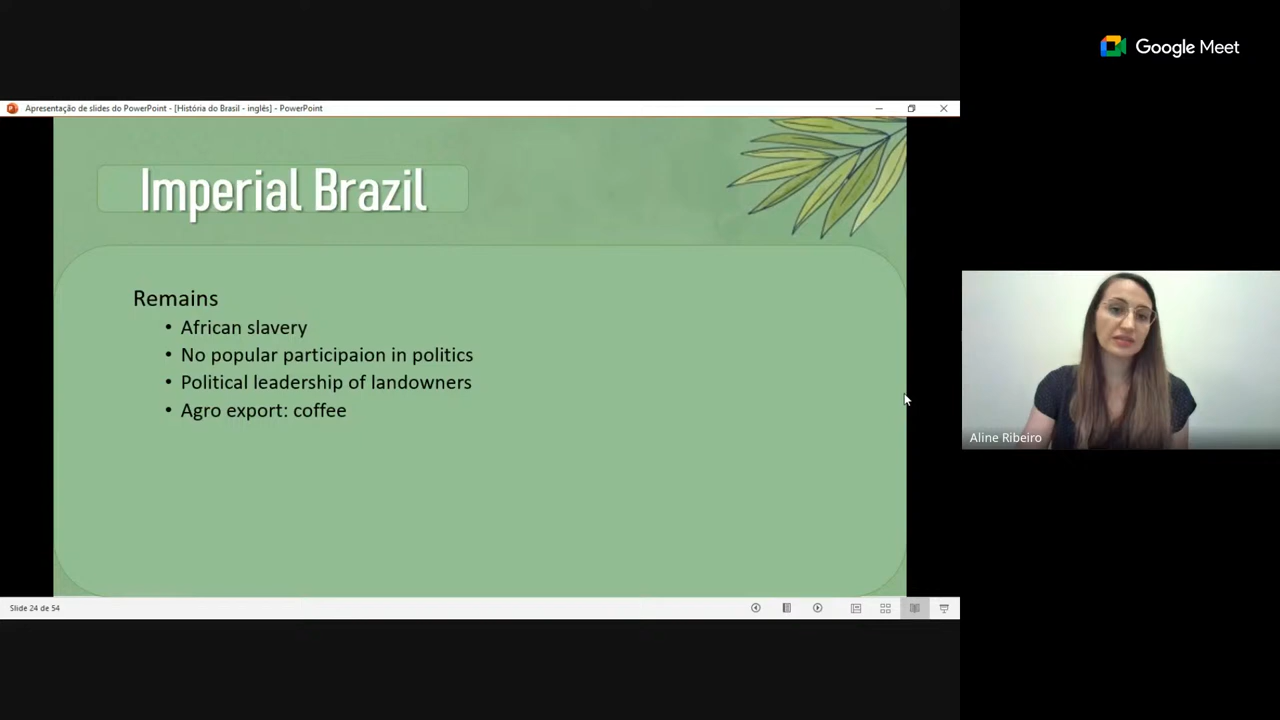 Google Meet
Apresentação de slides do PowerPoint - [História do Brasil - inglês] - PowerPoint
Imperial Brazil
Remains
• African slavery
• No popular participaion in politics
• Political leadership of landowners
• Agro export: coffee
Aline Ribeiro
Slide 24 de 54